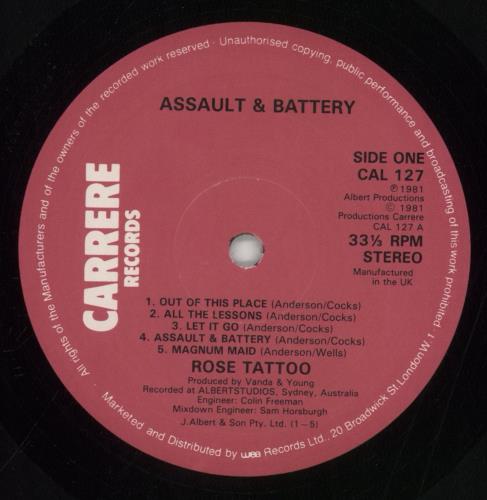 All rights of the Manufacturers and of the owners of the recorded work reserved · Unauthorised copying, public performance and broadcasting of this work prohibited
ASSAULT & BATTERY
CARRERE
RECORDS
SIDE ONE
CAL 127
℗ 1981
Albert Productions
© 1981
Productions Carrere
CAL 127 A
33⅓ RPM
STEREO
Manufactured
in the UK
1. OUT OF THIS PLACE (Anderson/Cocks)
2. ALL THE LESSONS (Anderson/Cocks)
3. LET IT GO (Anderson/Cocks)
4. ASSAULT & BATTERY (Anderson/Cocks)
5. MAGNUM MAID (Anderson/Wells)
ROSE TATTOO
Produced by Vanda & Young
Recorded at ALBERTSTUDIOS, Sydney, Australia
Engineer: Colin Freeman
Mixdown Engineer: Sam Horsburgh
J.Albert & Son Pty. Ltd. (1–5)
Marketed and Distributed by wea Records Ltd., 20 Broadwick St. London W 1